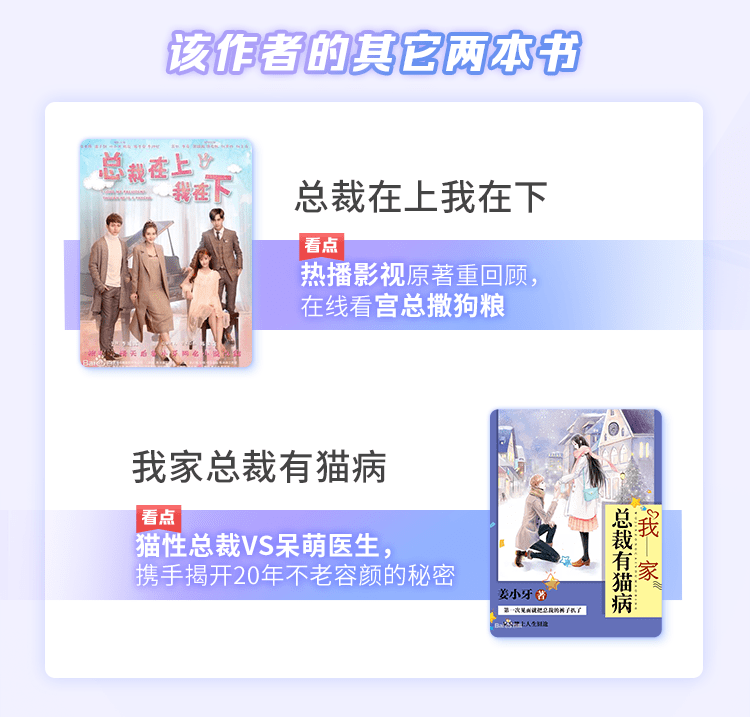 该作者的其它两本书
总裁在上
我在下
总裁在上我在下
看点
热播影视原著重回顾，
在线看宫总撒狗粮
我家总裁有猫病
看点
猫性总裁VS呆萌医生，
携手揭开20年不老容颜的秘密
我家
总裁有猫病
姜小牙 著
第一次见面就把总裁的裤子扒了